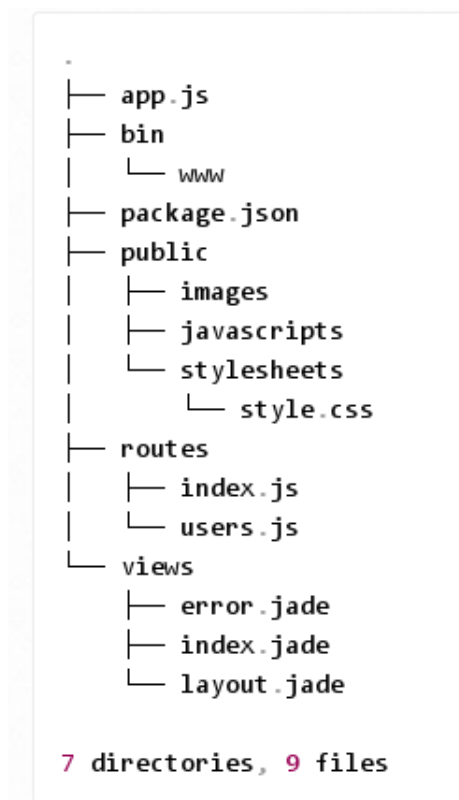 .
├── app.js
├── bin
│   └── www
├── package.json
├── public
│   ├── images
│   ├── javascripts
│   └── stylesheets
│       └── style.css
├── routes
│   ├── index.js
│   └── users.js
└── views
    ├── error.jade
    ├── index.jade
    └── layout.jade

7 directories, 9 files